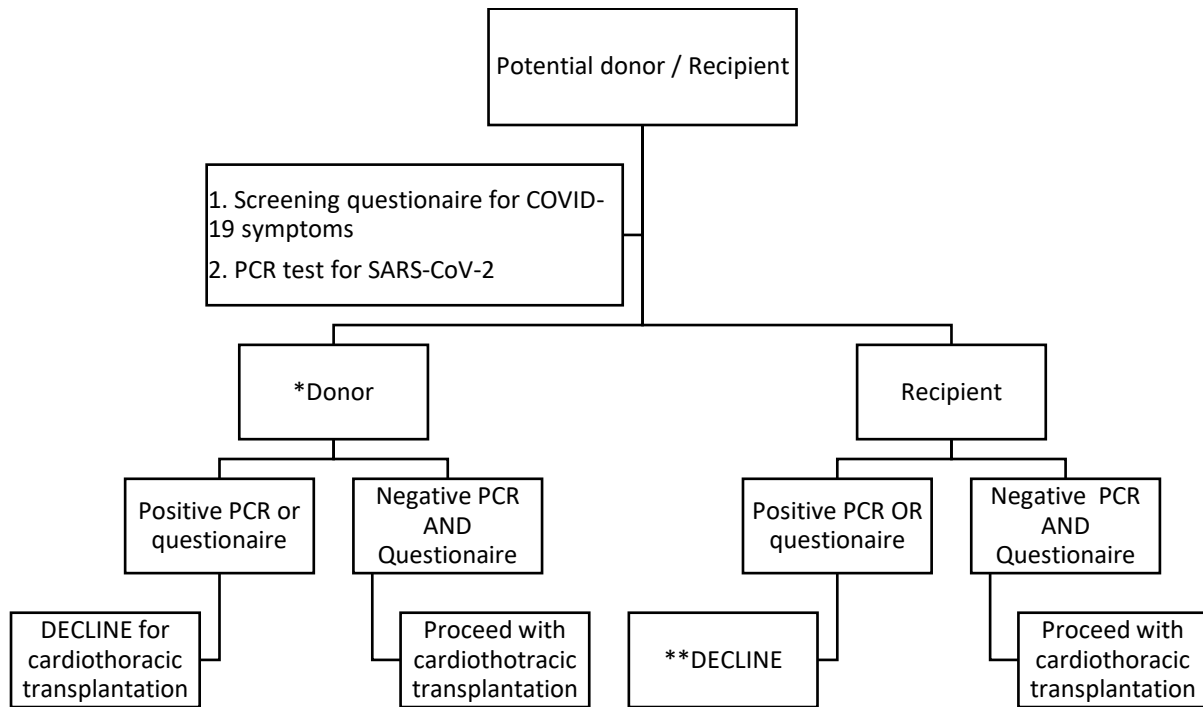 Potential donor / Recipient
1. Screening questionaire for COVID-
19 symptoms
2. PCR test for SARS-CoV-2
*Donor
Recipient
Positive PCR or
questionaire
Negative PCR
AND
Questionaire
Positive PCR OR
questionaire
Negative PCR
AND
Questionaire
DECLINE for
cardiothoracic
transplantation
Proceed with
cardiothotracic
transplantation
**DECLINE
Proceed with
cardiothoracic
transplantation